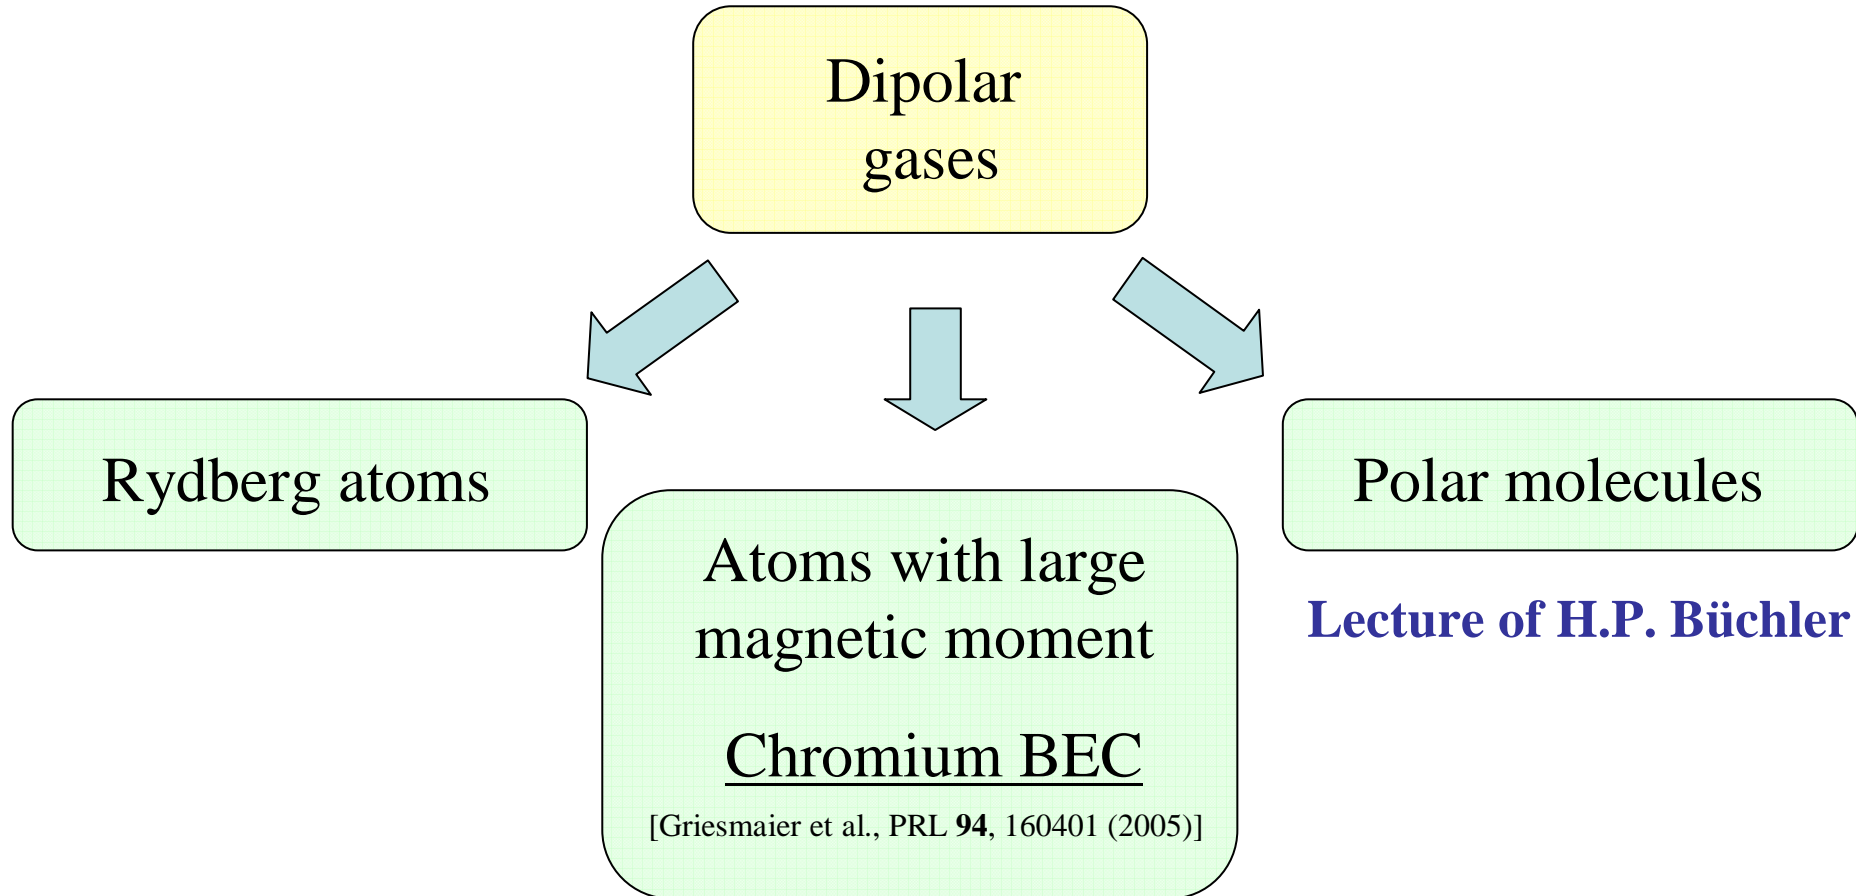 Dipolar
gases
Rydberg atoms
Atoms with large
magnetic moment
Chromium BEC
[Griesmaier et al., PRL 94, 160401 (2005)]
Polar molecules
Lecture of H.P. Büchler